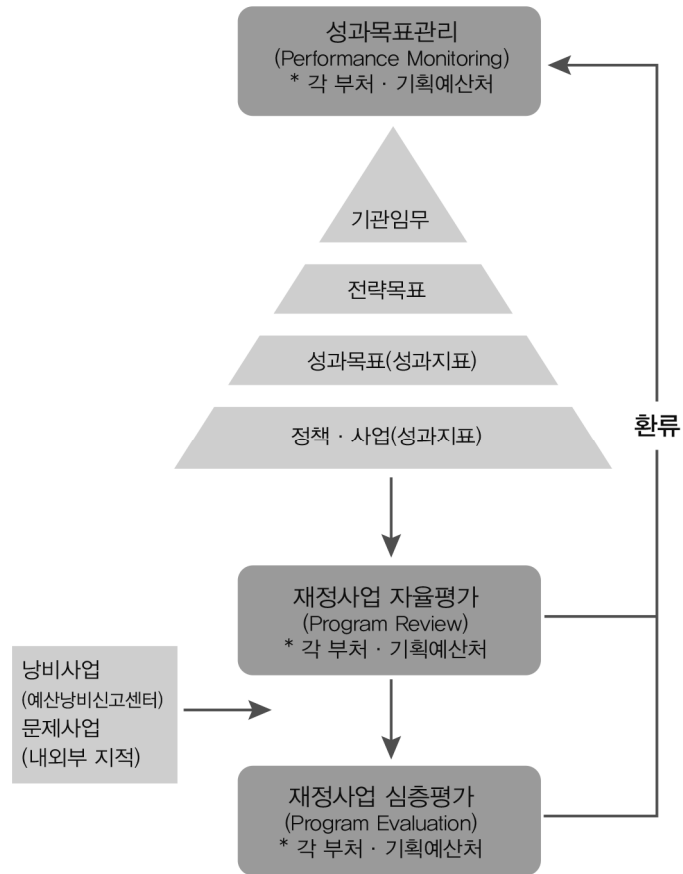 성과목표관리
(Performance Monitoring)
* 각 부처 · 기획예산처
기관임무
전략목표
성과목표(성과지표)
정책 · 사업(성과지표)
환류
재정사업 자율평가
(Program Review)
* 각 부처 · 기획예산처
낭비사업
(예산낭비신고센터)
문제사업
(내외부 지적)
재정사업 심층평가
(Program Evaluation)
* 각 부처 · 기획예산처